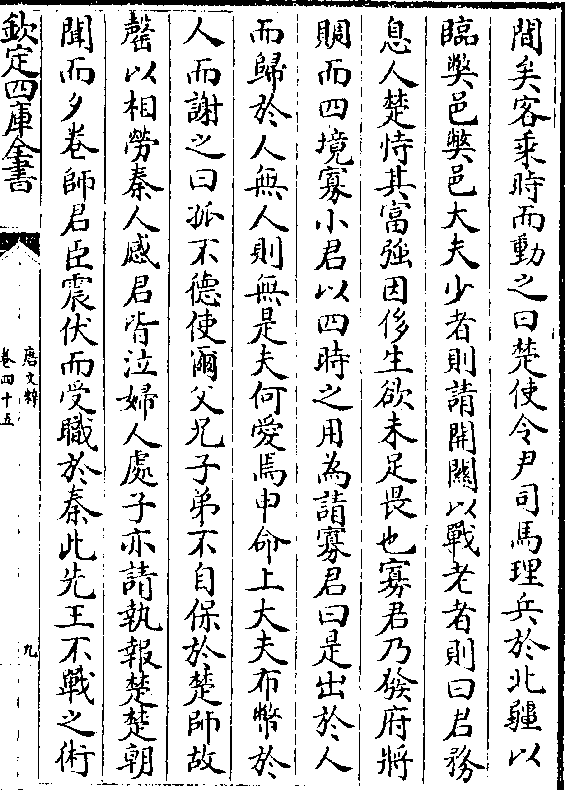 間矣客乘時而動之曰楚使令尹司馬理兵於北疆以
臨弊邑弊邑大夫少者則請開關以戰老者則曰君務
息人楚恃其富強因侈生欲未足畏也寡君乃發府將
賙而四境寡小君以四時之用為請寡君曰是出於人
而歸於人無人則無是夫何愛焉申命上大夫布幣於
人而謝之曰孤不德使爾父兄子弟不自保於楚師故
罄以相勞秦人感君皆泣婦人處子亦請執報楚楚朝
聞而夕卷師君臣震伏而受職於秦此先王不戰之術
欽定四庫全書
唐文粹
卷四十五
九